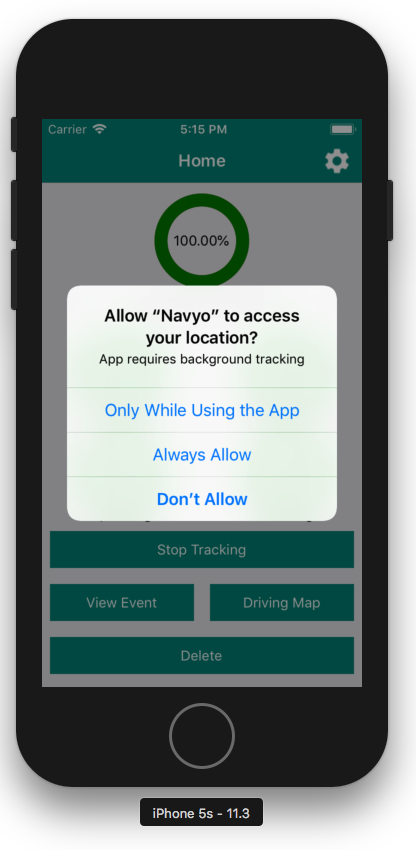 Carrier 5:15 PM
Home
100.00%
Allow “Navyo” to access
your location?
App requires background tracking
Only While Using the App
Always Allow
Don’t Allow
Stop Tracking
View Event Driving Map
Delete
iPhone 5s - 11.3